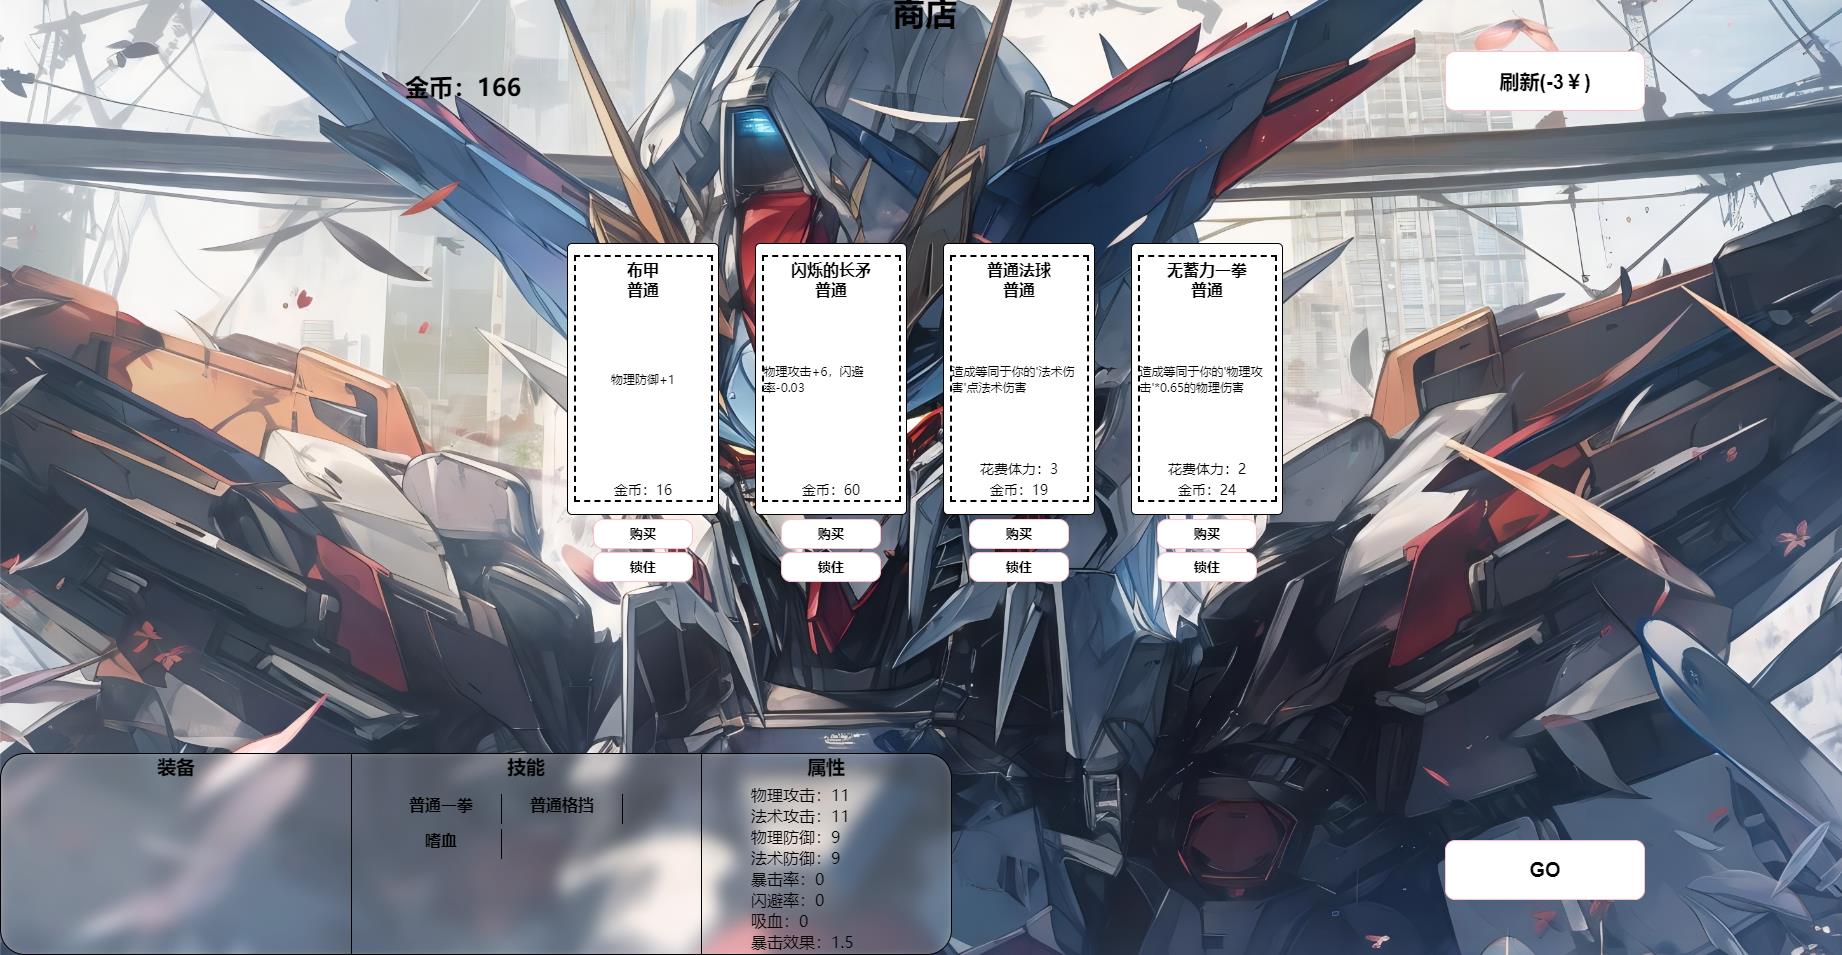 商店
金币：166
刷新(-3￥)
布甲
普通
物理防御+1
金币：16
购买
锁住
闪烁的长矛
普通
物理攻击+6，闪避
率-0.03
金币：60
购买
锁住
普通法球
普通
造成等同于你的'法术伤
害'点法术伤害
花费体力：3
金币：19
购买
锁住
无蓄力一拳
普通
造成等同于你的'物理攻
击'*0.65的物理伤害
花费体力：2
金币：24
购买
锁住
装备
技能
普通一拳
普通格挡
嗜血
属性
物理攻击：11
法术攻击：11
物理防御：9
法术防御：9
暴击率：0
闪避率：0
吸血：0
暴击效果：1.5
GO